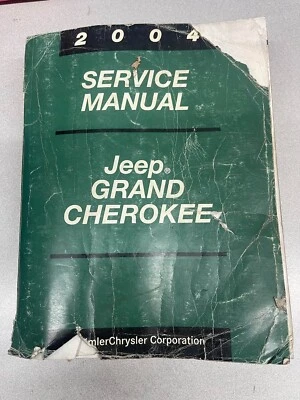 2004
SERVICE
MANUAL
Jeep®
GRAND
CHEROKEE
mlerChrysler Corporation